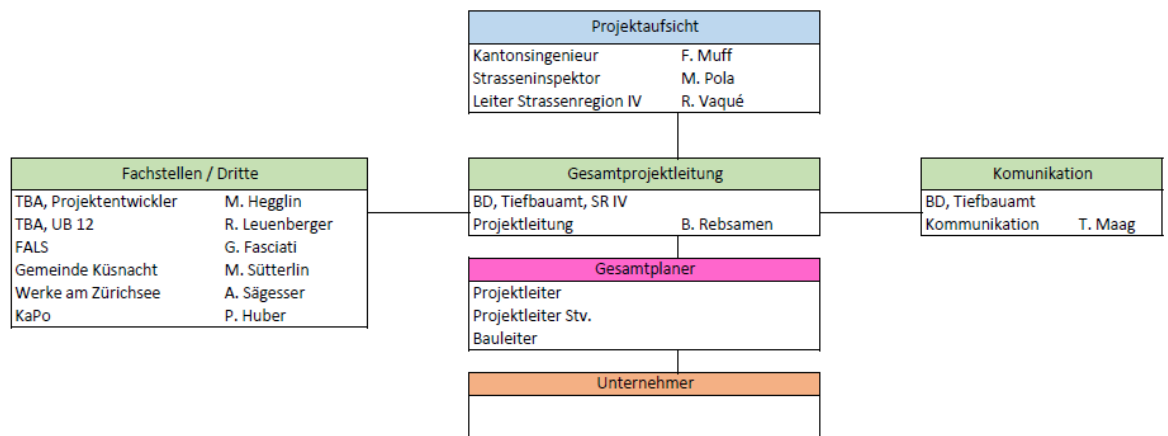 Projektaufsicht
Kantonsingenieur F. Muff
Strasseninspektor M. Pola
Leiter Strassenregion IV R. Vaqué
Fachstellen / Dritte
TBA, Projektentwickler M. Hegglin
TBA, UB 12 R. Leuenberger
FALS G. Fasciati
Gemeinde Küsnacht M. Sütterlin
Werke am Zürichsee A. Sägesser
KaPo P. Huber
Gesamtprojektleitung
BD, Tiefbauamt, SR IV
Projektleitung B. Rebsamen
Komunikation
BD, Tiefbauamt
Kommunikation T. Maag
Gesamtplaner
Projektleiter
Projektleiter Stv.
Bauleiter
Unternehmer